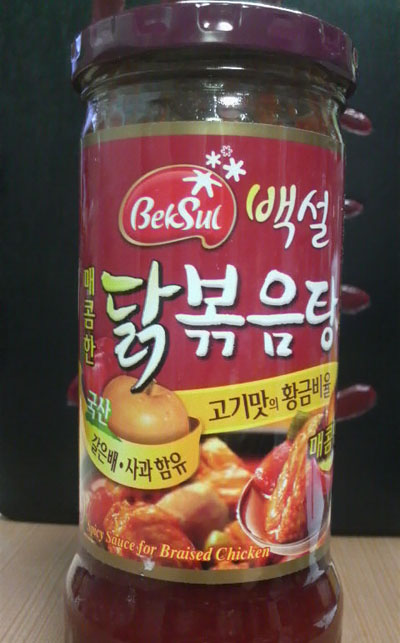 BekSul 백설
매콤한
닭볶음탕
고기맛의 황금비율
국산
갈은배·사과 함유
매콤
Spicy Sauce for Braised Chicken